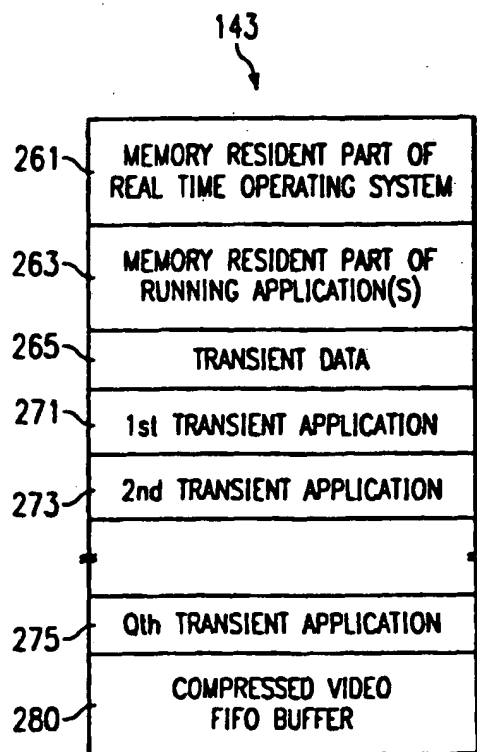 143
261
MEMORY RESIDENT PART OF
REAL TIME OPERATING SYSTEM
263
MEMORY RESIDENT PART OF
RUNNING APPLICATION(S)
265
TRANSIENT DATA
271
1st TRANSIENT APPLICATION
273
2nd TRANSIENT APPLICATION
275
Qth TRANSIENT APPLICATION
280
COMPRESSED VIDEO
FIFO BUFFER